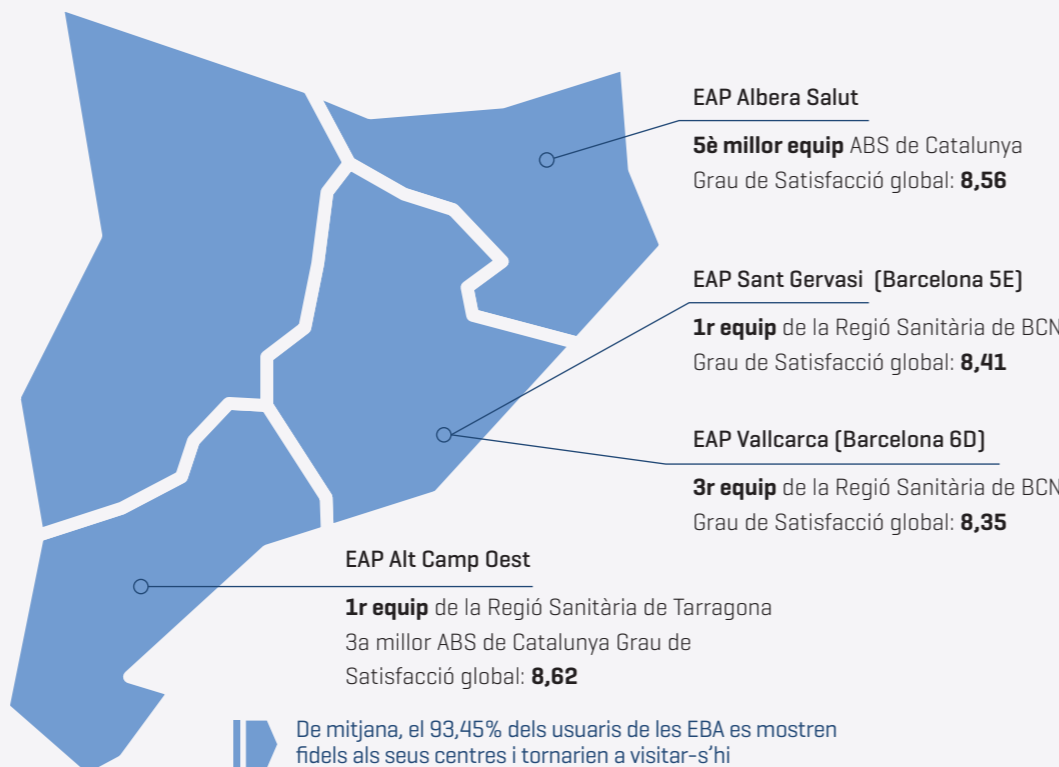 EAP Albera Salut
5è millor equip ABS de Catalunya
Grau de Satisfacció global: 8,56
EAP Sant Gervasi (Barcelona 5E)
1r equip de la Regió Sanitària de BCN
Grau de Satisfacció global: 8,41
EAP Vallcarca (Barcelona 6D)
3r equip de la Regió Sanitària de BCN
Grau de Satisfacció global: 8,35
EAP Alt Camp Oest
1r equip de la Regió Sanitària de Tarragona
3a millor ABS de Catalunya Grau de
Satisfacció global: 8,62
De mitjana, el 93,45% dels usuaris de les EBA es mostren
fidels als seus centres i tornarien a visitar-s'hi